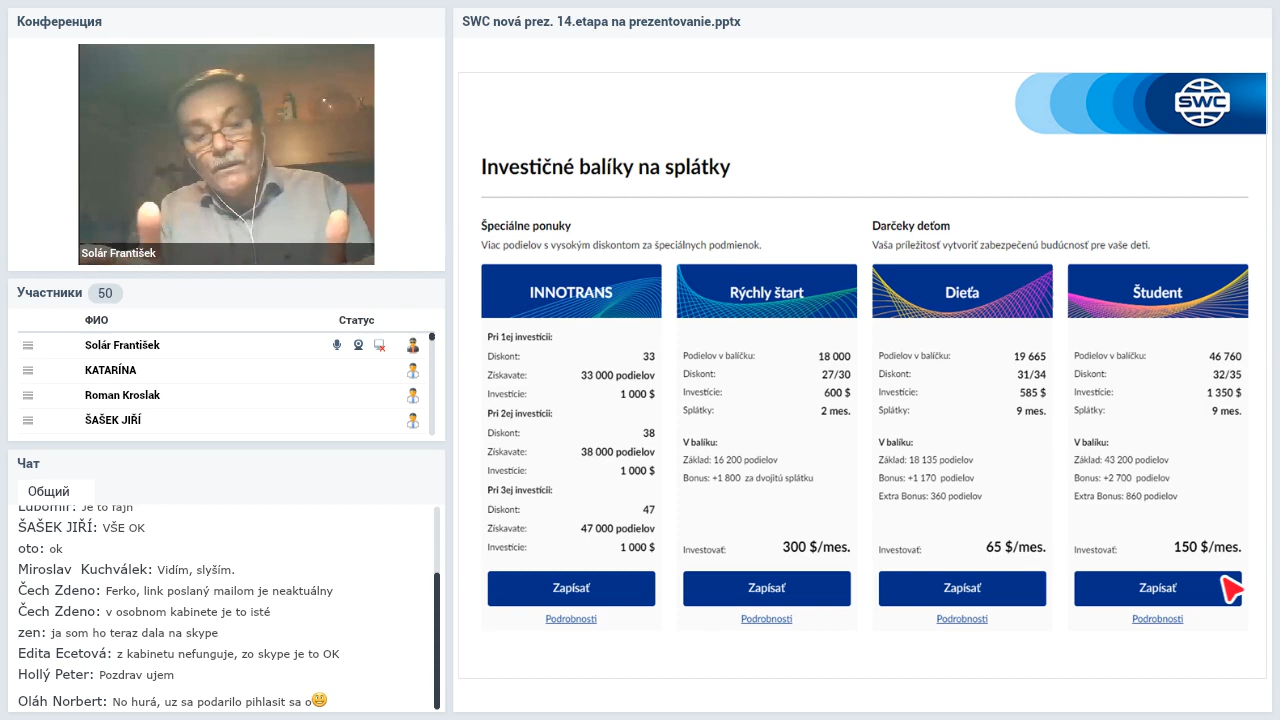 Конференция
Solár František
Участники 50
ФИО Статус
Solár František
KATARÍNA
Roman Kroslak
ŠAŠEK JIŘÍ
Чат
Общий
Lubomír: Je to fajn
ŠAŠEK JIŘÍ: VŠE OK
oto: ok
Miroslav Kuchválek: Vidím, slyším.
Čech Zdeno: Ferko, link poslaný mailom je neaktuálny
Čech Zdeno: v osobnom kabinete je to isté
zen: ja som ho teraz dala na skype
Edita Ecetová: z kabinetu nefunguje, zo skype je to OK
Hollý Peter: Pozdrav ujem
Oláh Norbert: No hurá, uz sa podarilo pihlasit sa o
SWC nová prez. 14.etapa na prezentovanie.pptx
SWC
Investičné balíky na splátky
Špeciálne ponuky
Viac podielov s vysokým diskontom za špeciálnych podmienok.
Darčeky deťom
Vaša príležitosť vytvoriť zabezpečenú budúcnosť pre vaše deti.
INNOTRANS
Pri 1ej investícii:
Diskont: 33
Získavate: 33 000 podielov
Investície: 1 000 $
Pri 2ej investícii:
Diskont: 38
Získavate: 38 000 podielov
Investície: 1 000 $
Pri 3ej investícii:
Diskont: 47
Získavate: 47 000 podielov
Investície: 1 000 $
Zapísať
Podrobnosti
Rýchly štart
Podielov v balíčku: 18 000
Diskont: 27/30
Investície: 600 $
Splátky: 2 mes.
V balíku:
Základ: 16 200 podielov
Bonus: +1 800 za dvojitú splátku
Investovať: 300 $/mes.
Zapísať
Podrobnosti
Dieťa
Podielov v balíčku: 19 665
Diskont: 31/34
Investície: 585 $
Splátky: 9 mes.
V balíku:
Základ: 18 135 podielov
Bonus: +1 170 podielov
Extra Bonus: 360 podielov
Investovať: 65 $/mes.
Zapísať
Podrobnosti
Študent
Podielov v balíčku: 46 760
Diskont: 32/35
Investície: 1 350 $
Splátky: 9 mes.
V balíku:
Základ: 43 200 podielov
Bonus: +2 700 podielov
Extra Bonus: 860 podielov
Investovať: 150 $/mes.
Zapísať
Podrobnosti